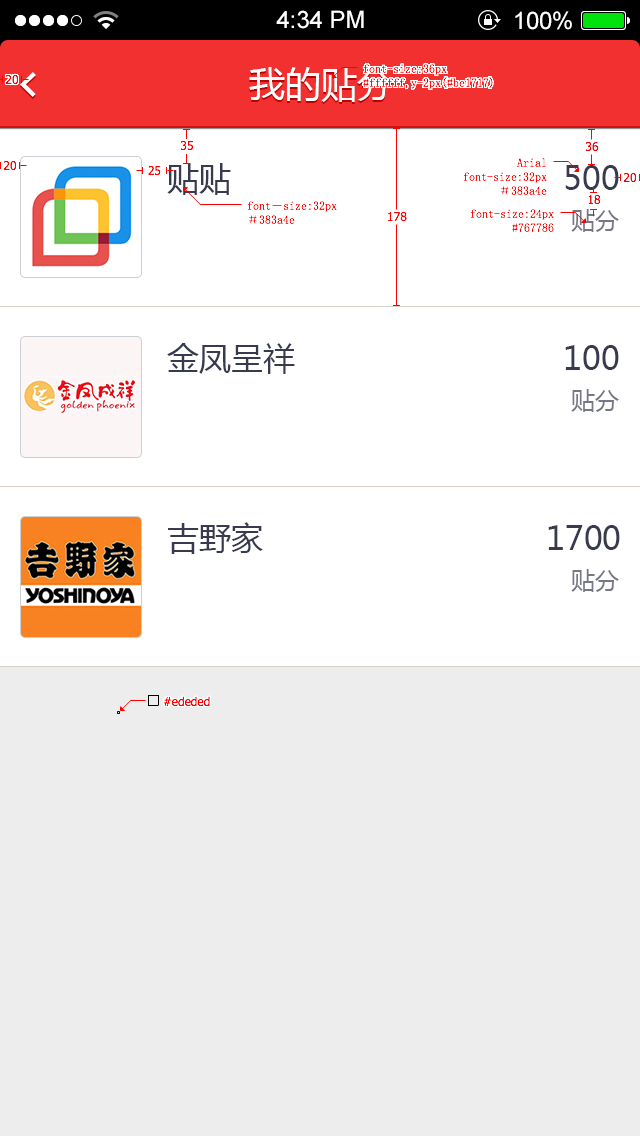 4:34 PM 100%
20
我的贴分
font-size:36px
#ffffff,y-2px(#be1717)
35
36
20
25
贴贴
font-size:32px
#383a4e
178
Arial
font-size:32px
#383a4e
500
20
18
font-size:24px
#767786
贴分
金凤成祥
golden phoenix
金凤呈祥
100
贴分
吉野家
YOSHINOYA
吉野家
1700
贴分
#ededed